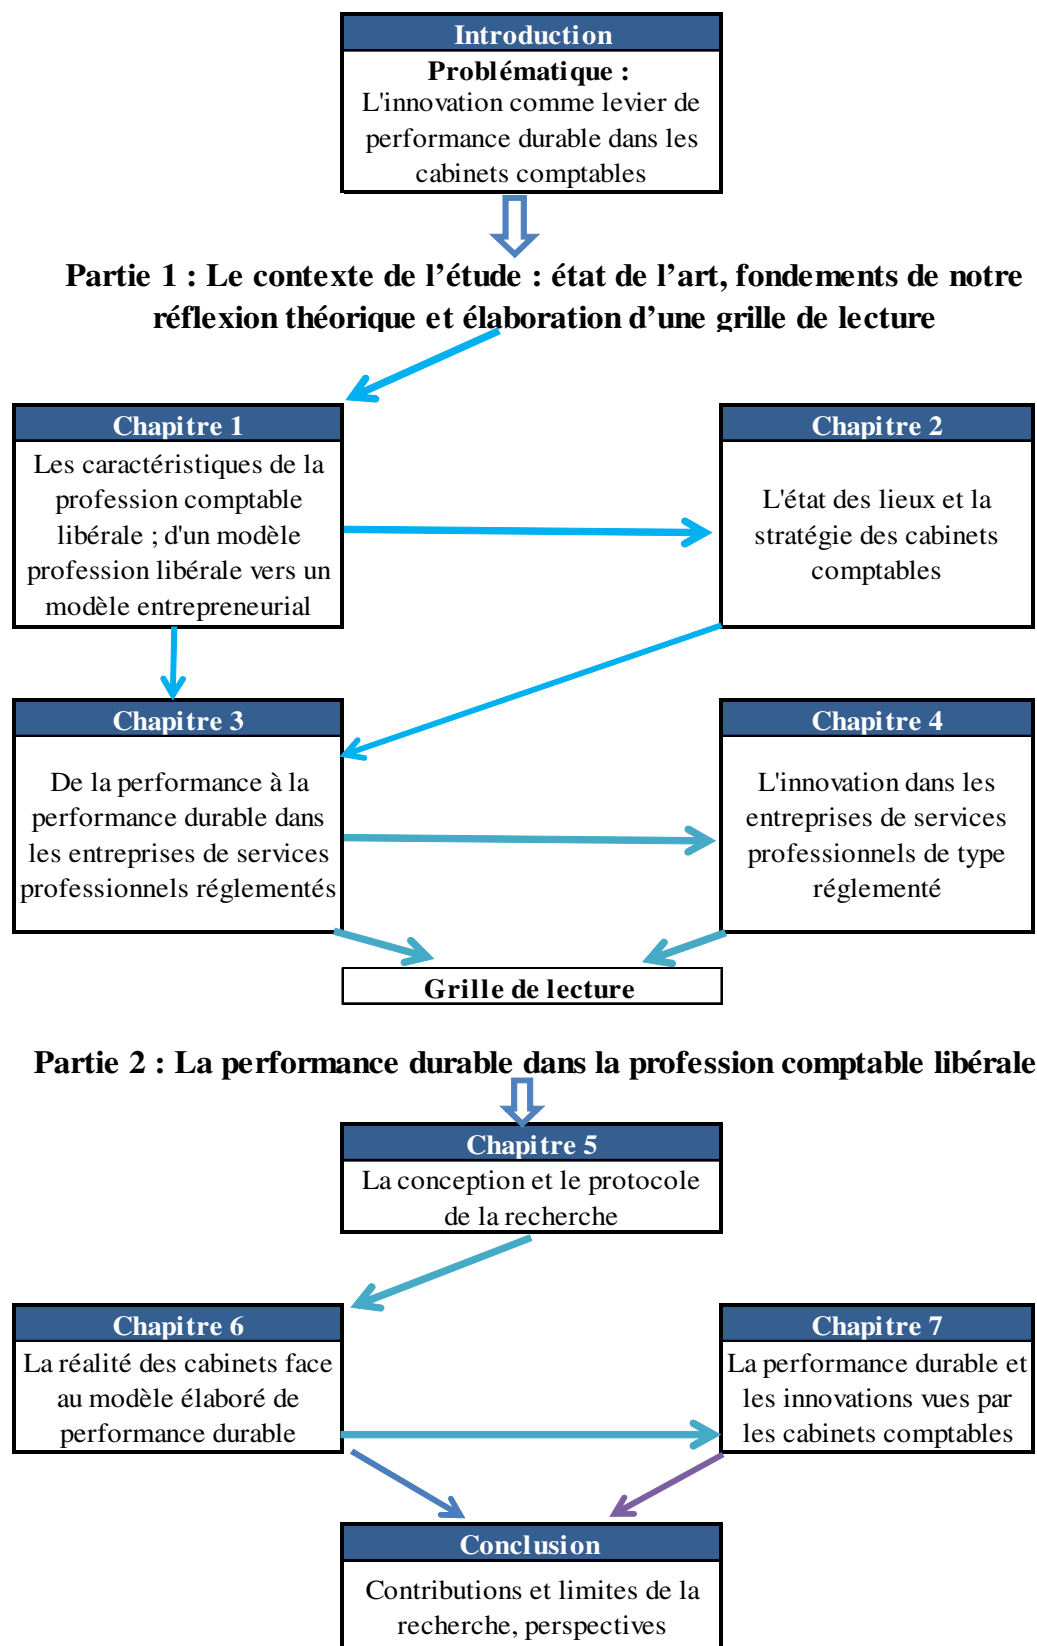 Introduction
Problématique :
L'innovation comme levier de
performance durable dans les
cabinets comptables
Partie 1 : Le contexte de l’étude : état de l’art, fondements de notre
réflexion théorique et élaboration d’une grille de lecture
Chapitre 1
Les caractéristiques de la
profession comptable
libérale ; d'un modèle
profession libérale vers un
modèle entrepreneurial
Chapitre 2
L'état des lieux et la
stratégie des cabinets
comptables
Chapitre 3
De la performance à la
performance durable dans
les entreprises de services
professionnels réglementés
Chapitre 4
L'innovation dans les
entreprises de services
professionnels de type
réglementé
Grille de lecture
Partie 2 : La performance durable dans la profession comptable libérale
Chapitre 5
La conception et le protocole
de la recherche
Chapitre 6
La réalité des cabinets face
au modèle élaboré de
performance durable
Chapitre 7
La performance durable et
les innovations vues par
les cabinets comptables
Conclusion
Contributions et limites de la
recherche, perspectives